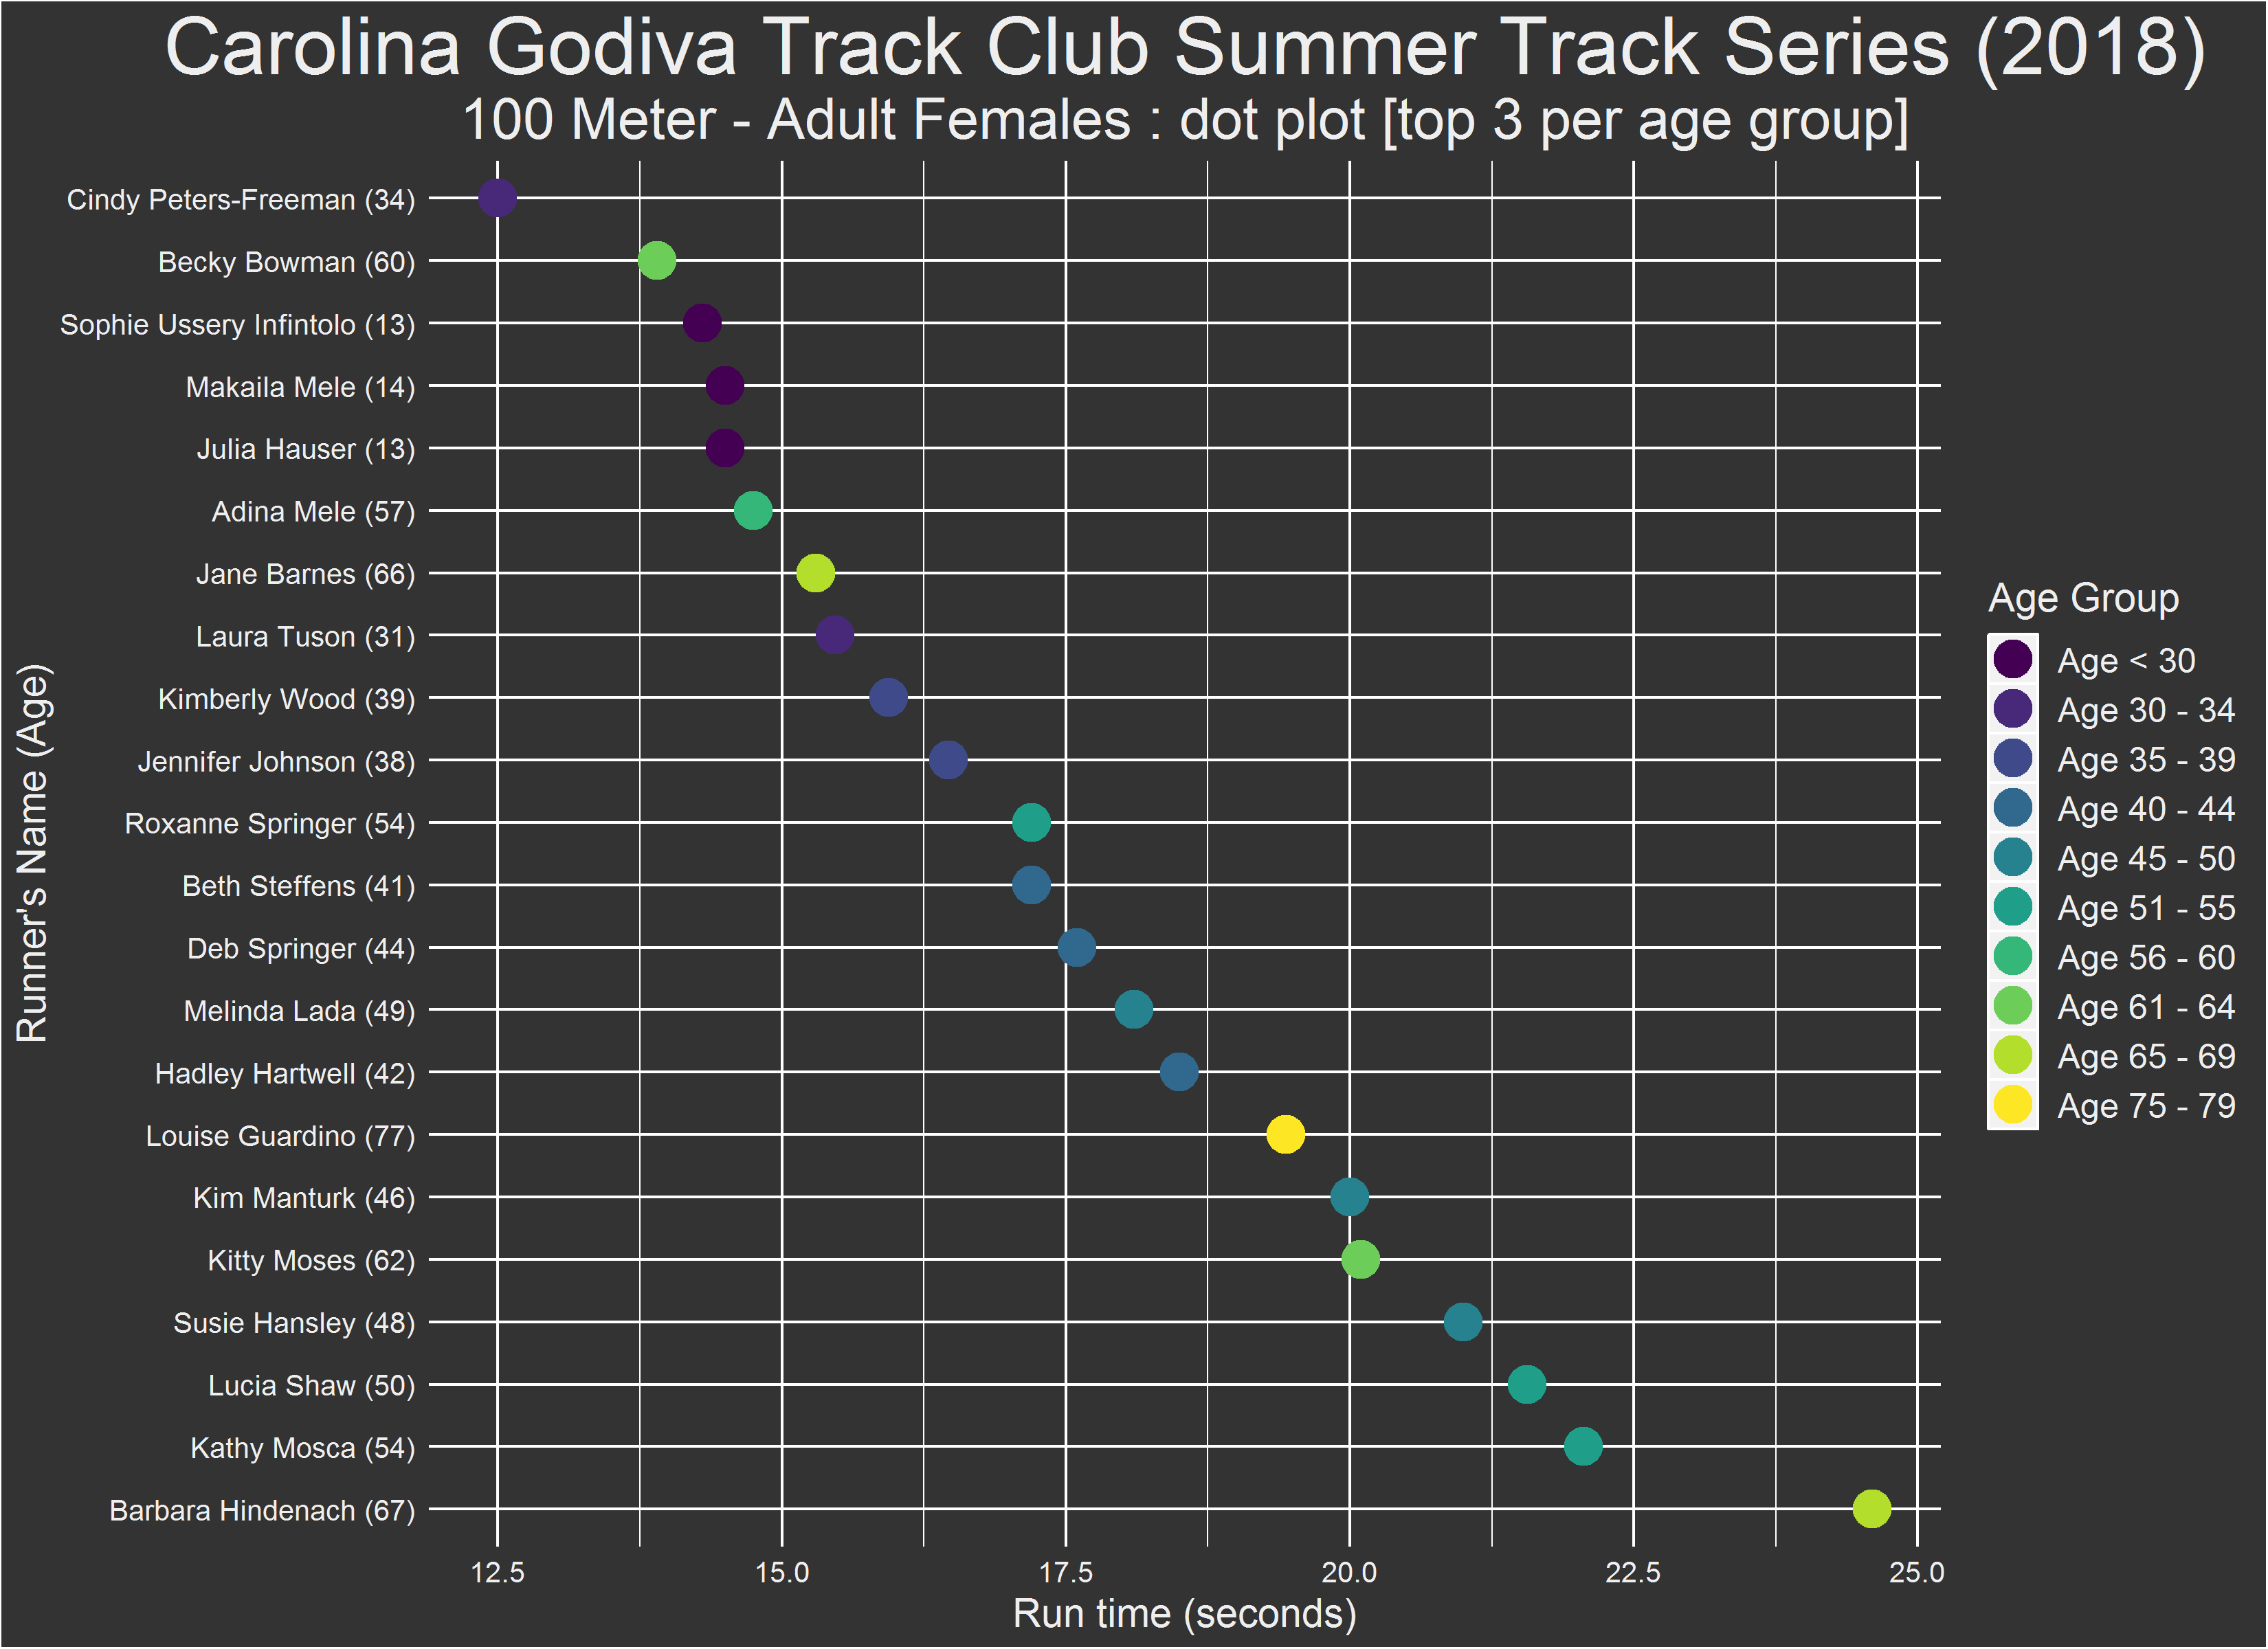 Carolina Godiva Track Club Summer Track Series (2018)
100 Meter - Adult Females : dot plot [top 3 per age group]
Runner's Name (Age)
Cindy Peters-Freeman (34)
Becky Bowman (60)
Sophie Ussery Infintolo (13)
Makaila Mele (14)
Julia Hauser (13)
Adina Mele (57)
Jane Barnes (66)
Laura Tuson (31)
Kimberly Wood (39)
Jennifer Johnson (38)
Roxanne Springer (54)
Beth Steffens (41)
Deb Springer (44)
Melinda Lada (49)
Hadley Hartwell (42)
Louise Guardino (77)
Kim Manturk (46)
Kitty Moses (62)
Susie Hansley (48)
Lucia Shaw (50)
Kathy Mosca (54)
Barbara Hindenach (67)
12.5 15.0 17.5 20.0 22.5 25.0
Run time (seconds)
Age Group
Age < 30
Age 30 - 34
Age 35 - 39
Age 40 - 44
Age 45 - 50
Age 51 - 55
Age 56 - 60
Age 61 - 64
Age 65 - 69
Age 75 - 79